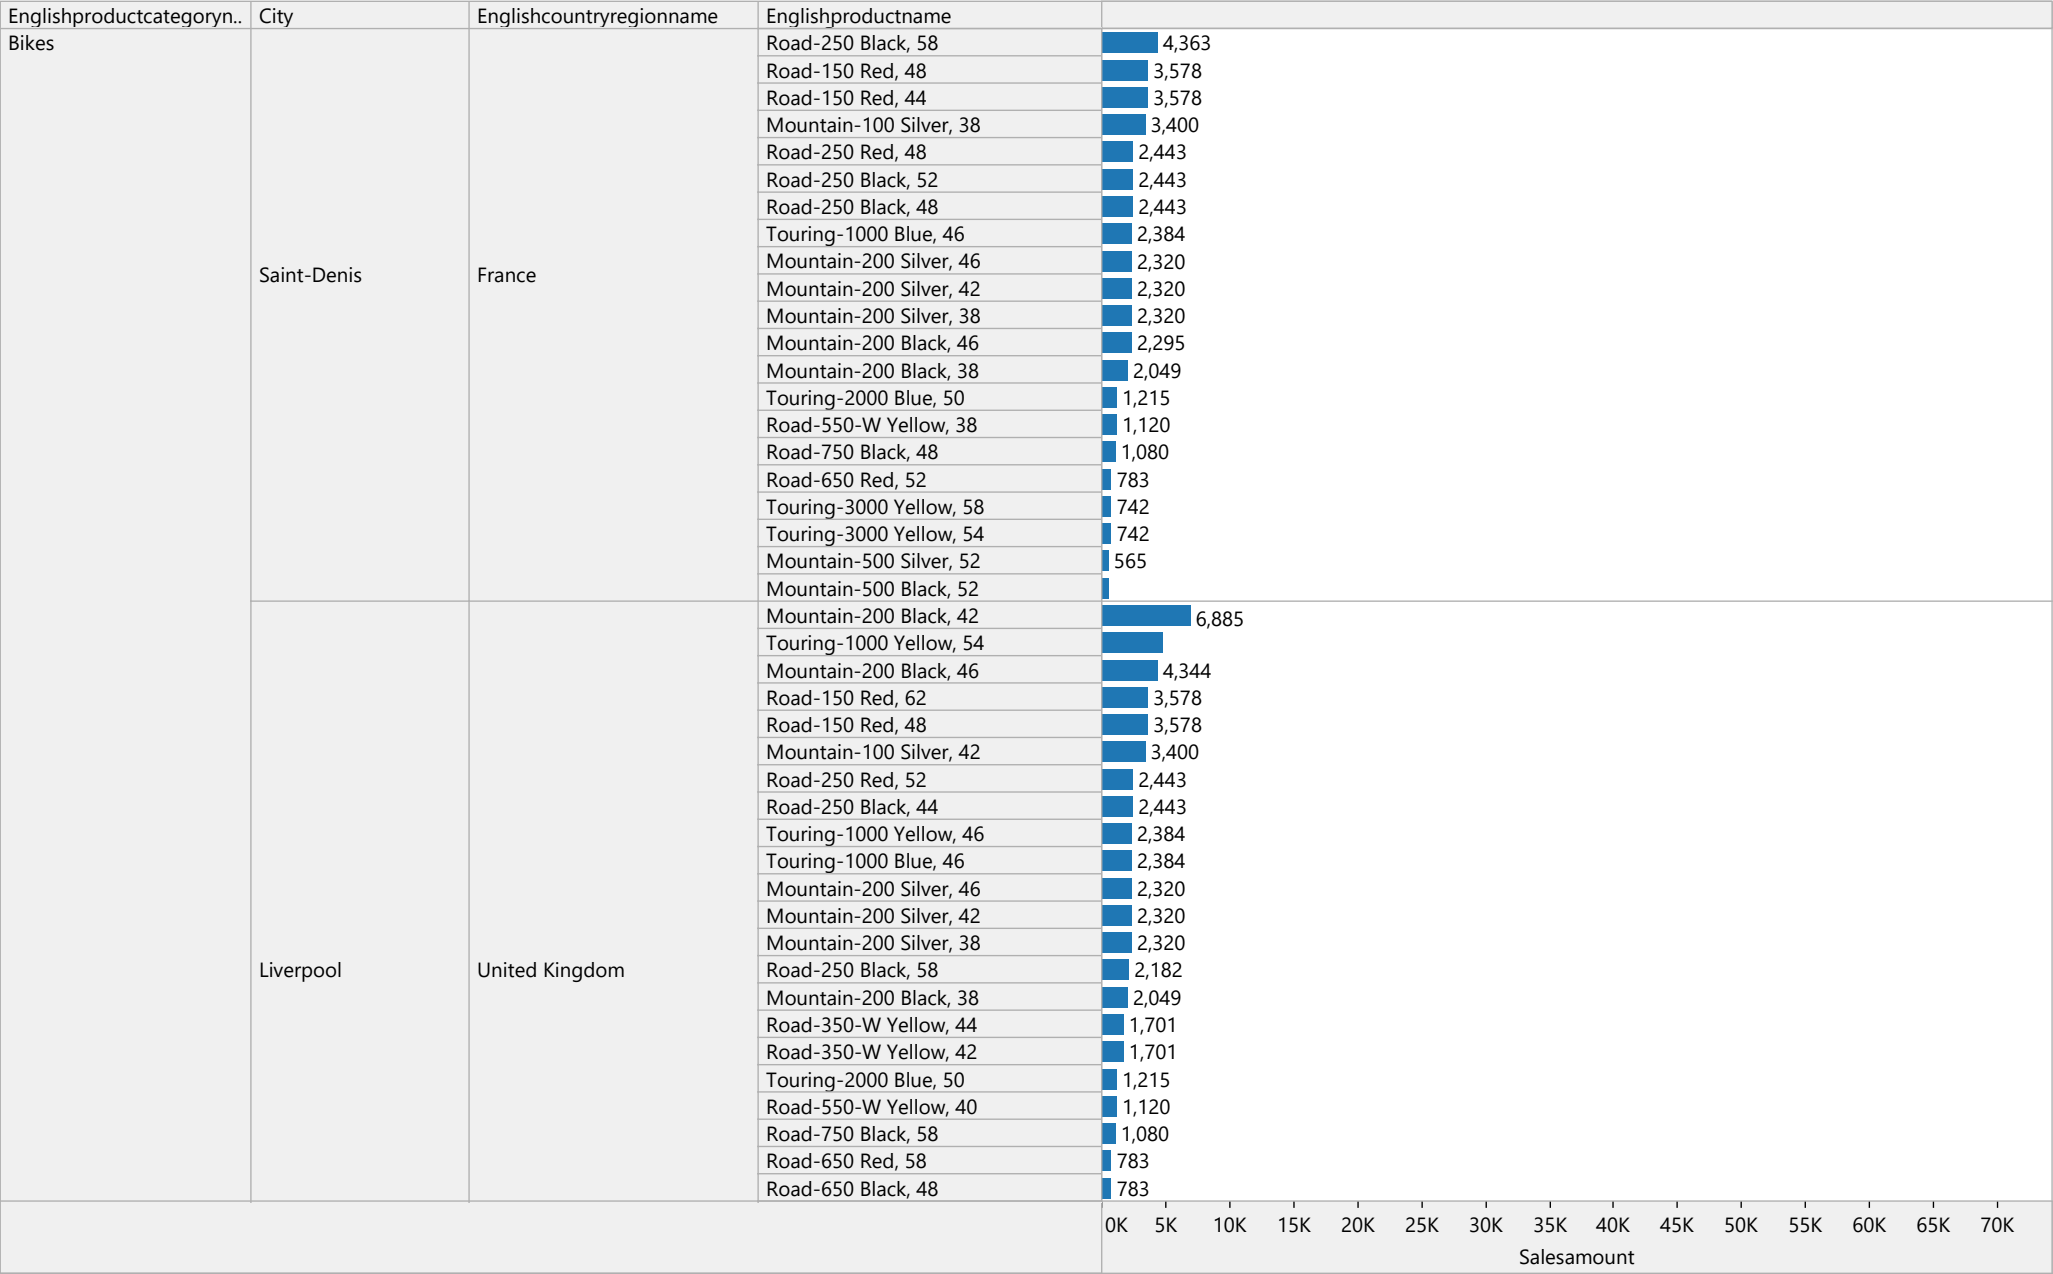 Englishproductcategoryn.. City Englishcountryregionname Englishproductname
Bikes Road-250 Black, 58 4,363
Road-150 Red, 48 3,578
Road-150 Red, 44 3,578
Mountain-100 Silver, 38 3,400
Road-250 Red, 48 2,443
Road-250 Black, 52 2,443
Road-250 Black, 48 2,443
Touring-1000 Blue, 46 2,384
Mountain-200 Silver, 46 2,320
Saint-Denis France
Mountain-200 Silver, 42 2,320
Mountain-200 Silver, 38 2,320
Mountain-200 Black, 46 2,295
Mountain-200 Black, 38 2,049
Touring-2000 Blue, 50 1,215
Road-550-W Yellow, 38 1,120
Road-750 Black, 48 1,080
Road-650 Red, 52 783
Touring-3000 Yellow, 58 742
Touring-3000 Yellow, 54 742
Mountain-500 Silver, 52 565
Mountain-500 Black, 52
Mountain-200 Black, 42 6,885
Touring-1000 Yellow, 54
Mountain-200 Black, 46 4,344
Road-150 Red, 62 3,578
Road-150 Red, 48 3,578
Mountain-100 Silver, 42 3,400
Road-250 Red, 52 2,443
Road-250 Black, 44 2,443
Touring-1000 Yellow, 46 2,384
Touring-1000 Blue, 46 2,384
Mountain-200 Silver, 46 2,320
Mountain-200 Silver, 42 2,320
Mountain-200 Silver, 38 2,320
Liverpool United Kingdom Road-250 Black, 58 2,182
Mountain-200 Black, 38 2,049
Road-350-W Yellow, 44 1,701
Road-350-W Yellow, 42 1,701
Touring-2000 Blue, 50 1,215
Road-550-W Yellow, 40 1,120
Road-750 Black, 58 1,080
Road-650 Red, 58 783
Road-650 Black, 48 783
0K 5K 10K 15K 20K 25K 30K 35K 40K 45K 50K 55K 60K 65K 70K
Salesamount